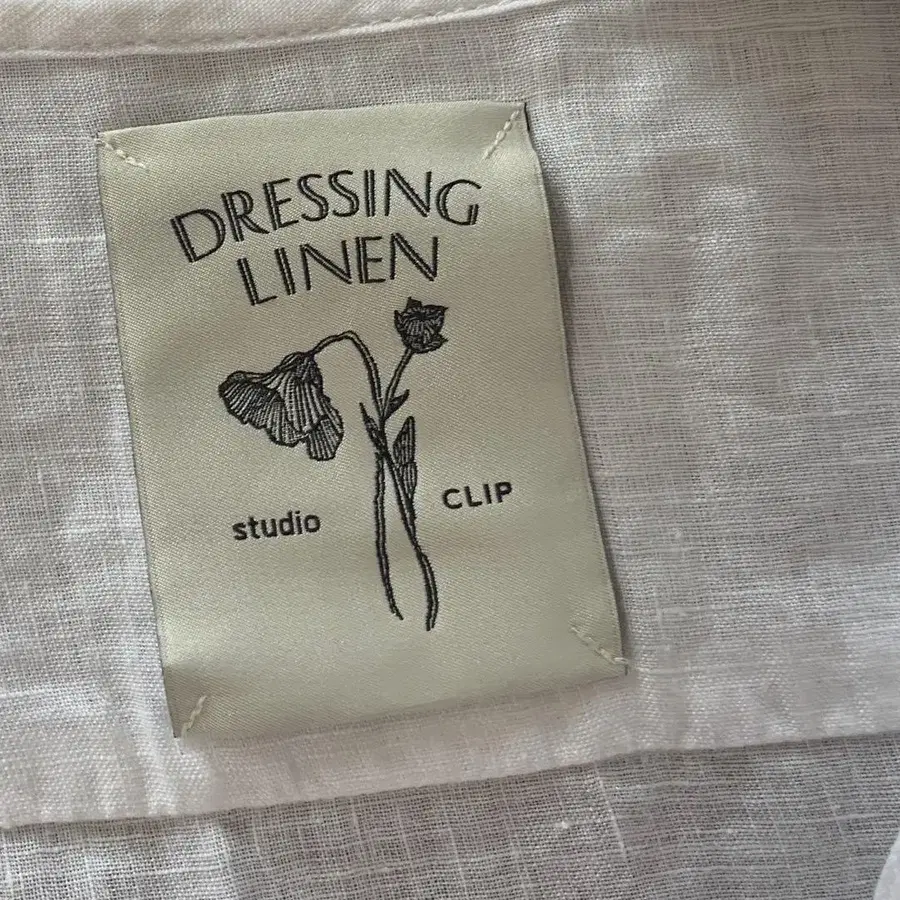 DRESSING
LINEN
studio CLIP